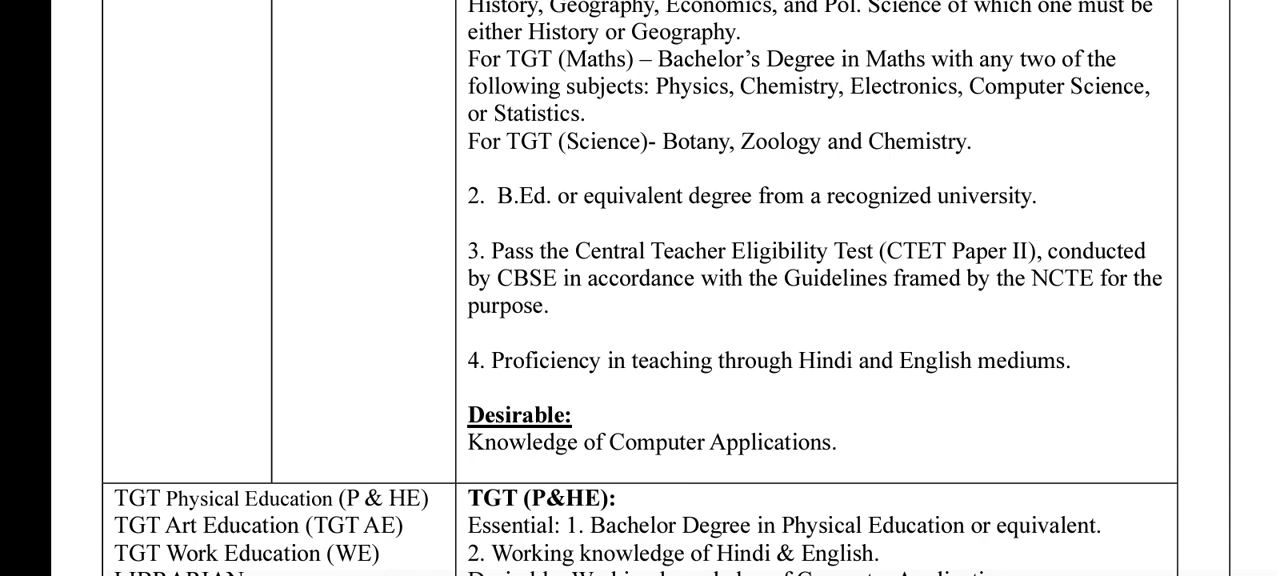 History, Geography, Economics, and Pol. Science of which one must be
either History or Geography.
For TGT (Maths) – Bachelor’s Degree in Maths with any two of the
following subjects: Physics, Chemistry, Electronics, Computer Science,
or Statistics.
For TGT (Science)- Botany, Zoology and Chemistry.
2. B.Ed. or equivalent degree from a recognized university.
3. Pass the Central Teacher Eligibility Test (CTET Paper II), conducted
by CBSE in accordance with the Guidelines framed by the NCTE for the
purpose.
4. Proficiency in teaching through Hindi and English mediums.
Desirable:
Knowledge of Computer Applications.
TGT Physical Education (P & HE)
TGT Art Education (TGT AE)
TGT Work Education (WE)
LIBRARIAN
TGT (P&HE):
Essential: 1. Bachelor Degree in Physical Education or equivalent.
2. Working knowledge of Hindi & English.